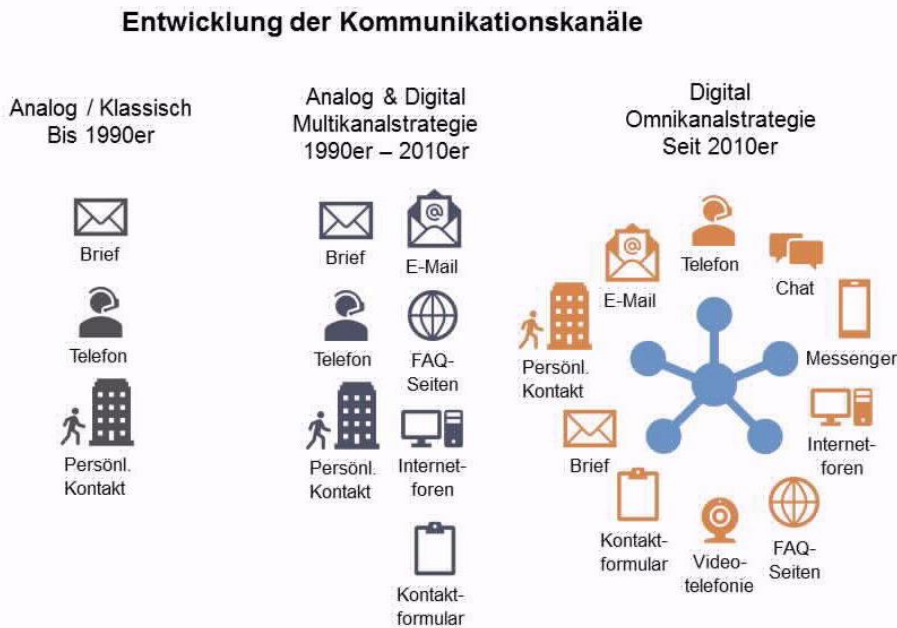 Entwicklung der Kommunikationskanäle
Analog / Klassisch
Bis 1990er
Brief
Telefon
Persönl.
Kontakt
Analog & Digital
Multikanalstrategie
1990er – 2010er
Brief
E-Mail
Telefon
FAQ-
Seiten
Persönl.
Kontakt
Internet-
foren
Kontakt-
formular
Digital
Omnikanalstrategie
Seit 2010er
Telefon
E-Mail
Chat
Persönl.
Kontakt
Messenger
Brief
Internet-
foren
Kontakt-
formular
Video-
telefonie
FAQ-
Seiten